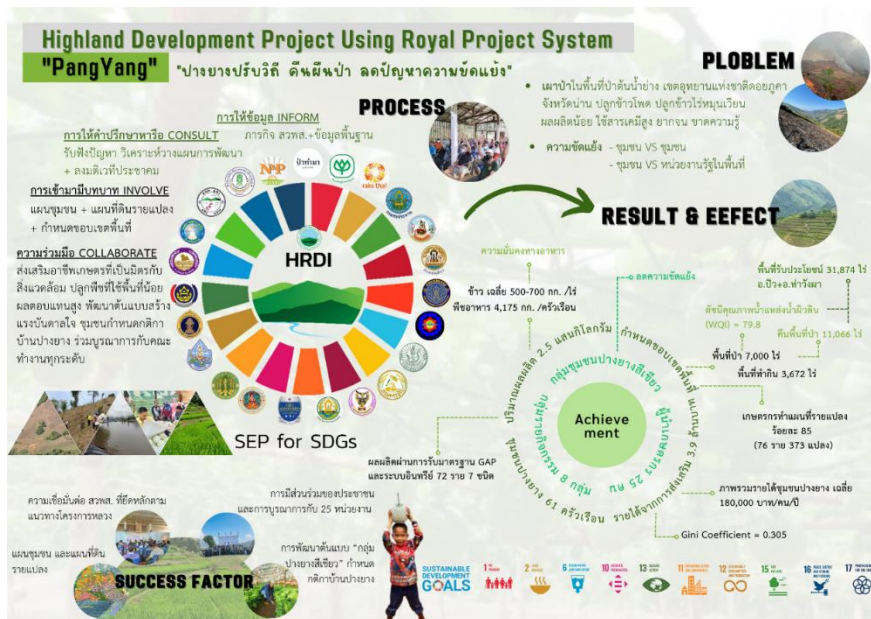 Highland Development Project Using Royal Project System
"PangYang" "ปางยางปรับวิถี คืนผืนป่า ลดปัญหาความขัดแย้ง"
PLOBLEM
• เผาป่าในพื้นที่ป่าต้นน้ำย่าง เขตอุทยานแห่งชาติดอยภูคา
จังหวัดน่าน ปลูกข้าวโพด ปลูกข้าวไร่หมุนเวียน
ผลผลิตน้อย ใช้สารเคมีสูง ยากจน ขาดความรู้
• ความขัดแย้ง - ชุมชน VS ชุมชน
- ชุมชน VS หน่วยงานรัฐในพื้นที่
PROCESS
การให้ข้อมูล INFORM
ภารกิจ สวพส.+ข้อมูลพื้นฐาน
การให้คำปรึกษาหารือ CONSULT
รับฟังปัญหา วิเคราะห์วางแผนการพัฒนา
+ ลงมติเวทีประชาคม
การเข้ามามีบทบาท INVOLVE
แผนชุมชน + แผนที่ดินรายแปลง
+ กำหนดขอบเขตพื้นที่
ความร่วมมือ COLLABORATE
ส่งเสริมอาชีพเกษตรที่เป็นมิตรกับ
สิ่งแวดล้อม ปลูกพืชที่ใช้พื้นที่น้อย
ผลตอบแทนสูง พัฒนาต้นแบบสร้าง
แรงบันดาลใจ ชุมชนกำหนดกติกา
บ้านปางยาง ร่วมบูรณาการกับคณะ
ทำงานทุกระดับ
HRDI
SEP for SDGs
RESULT & EEFECT
ความมั่นคงทางอาหาร
ข้าว เฉลี่ย 500-700 กก. /ไร่
พืชอาหาร 4,175 กก. /ครัวเรือน
ลดความขัดแย้ง
พื้นที่รับประโยชน์ 31,874 ไร่
อ.ปัว+อ.ท่าวังผา
ดัชนีคุณภาพน้ำแหล่งน้ำผิวดิน
(WQI) = 79.8
คืนพื้นที่ป่า 11,066 ไร่
พื้นที่ป่า 7,000 ไร่
พื้นที่ทำกิน 3,672 ไร่
ปริมาณผลผลิต 2.5 แสนกิโลกรัม
กำหนดขอบเขตพื้นที่
รายได้จากการส่งเสริม 3.9 ล้านบาท
ชุมชนปางยาง 61 ครัวเรือน
กลุ่มชุมชนปางยางสีเขียว
ผู้นำเกษตรกร 25 คน
กลุ่มรายกิจกรรม 8 กลุ่ม
Achieve
ment
เกษตรกรทำแผนที่รายแปลง
ร้อยละ 85
(76 ราย 373 แปลง)
ผลผลิตผ่านการรับมาตรฐาน GAP
และระบบอินทรีย์ 72 ราย 7 ชนิด
ภาพรวมรายได้ชุมชนปางยาง เฉลี่ย
180,000 บาท/คน/ปี
Gini Coefficient = 0.305
ความเชื่อมั่นต่อ สวพส. ที่ยึดหลักตาม
แนวทางโครงการหลวง
การมีส่วนร่วมของประชาชน
และการบูรณาการกับ 25 หน่วยงาน
แผนชุมชน และแผนที่ดิน
รายแปลง
SUCCESS FACTOR
การพัฒนาต้นแบบ "กลุ่ม
ปางยางสีเขียว" กำหนด
กติกาบ้านปางยาง
SUSTAINABLE
DEVELOPMENT
GOALS
1 2 6 10 13 11 12 15 16 17